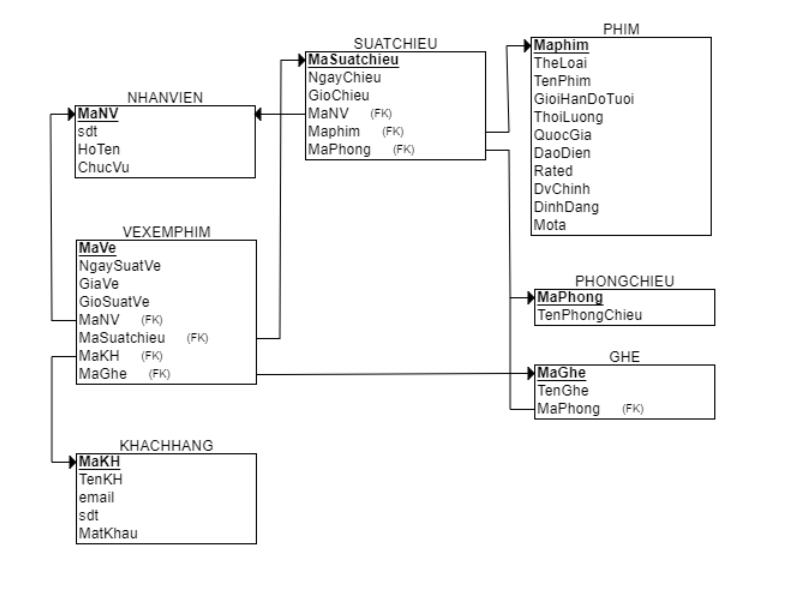 SUATCHIEU
MaSuatchieu
NgayChieu
GioChieu
MaNV (FK)
Maphim (FK)
MaPhong (FK)
PHIM
Maphim
TheLoai
TenPhim
GioiHanDoTuoi
ThoiLuong
QuocGia
DaoDien
Rated
DvChinh
DinhDang
Mota
NHANVIEN
MaNV
sdt
HoTen
ChucVu
VEXEMPHIM
MaVe
NgaySuatVe
GiaVe
GioSuatVe
MaNV (FK)
MaSuatchieu (FK)
MaKH (FK)
MaGhe (FK)
PHONGCHIEU
MaPhong
TenPhongChieu
GHE
MaGhe
TenGhe
MaPhong (FK)
KHACHHANG
MaKH
TenKH
email
sdt
MatKhau